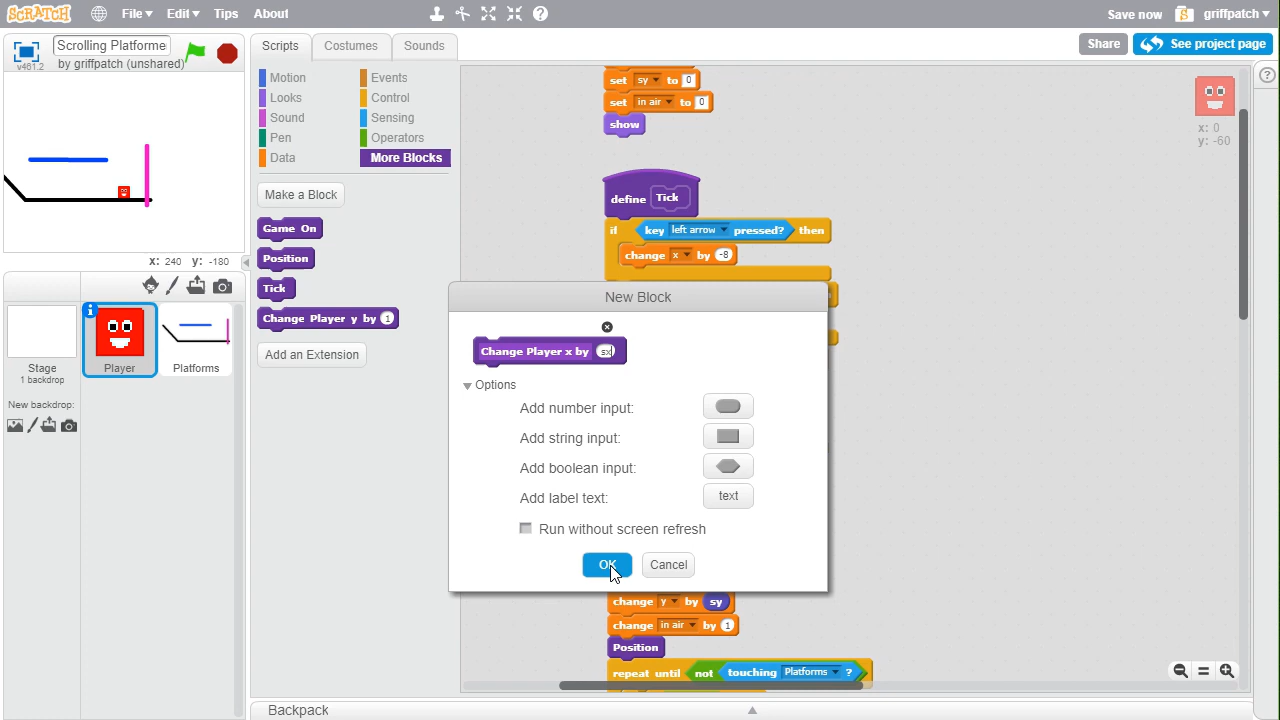 SCRATCH File▾ Edit▾ Tips About Save now griffpatch ▾
v461.2 Scrolling Platforme
by griffpatch (unshared)
Scripts Costumes Sounds
Share See project page
Motion Events
Looks Control
Sound Sensing
Pen Operators
Data More Blocks
Make a Block
Game On
Position
Tick
Change Player y by 1
Add an Extension
x: 240 y: -180
Stage
1 backdrop
New backdrop:
Player
Platforms
set sy ▾ to 0
set in air ▾ to 0
show
define Tick
if key left arrow ▾ pressed? then
change x ▾ by -8
x: 0
y: -60
New Block
Change Player x by sx
Options
Add number input:
Add string input:
Add boolean input:
Add label text: text
Run without screen refresh
OK Cancel
change y ▾ by sy
change in air ▾ by 1
Position
repeat until not touching Platforms ▾ ?
Backpack